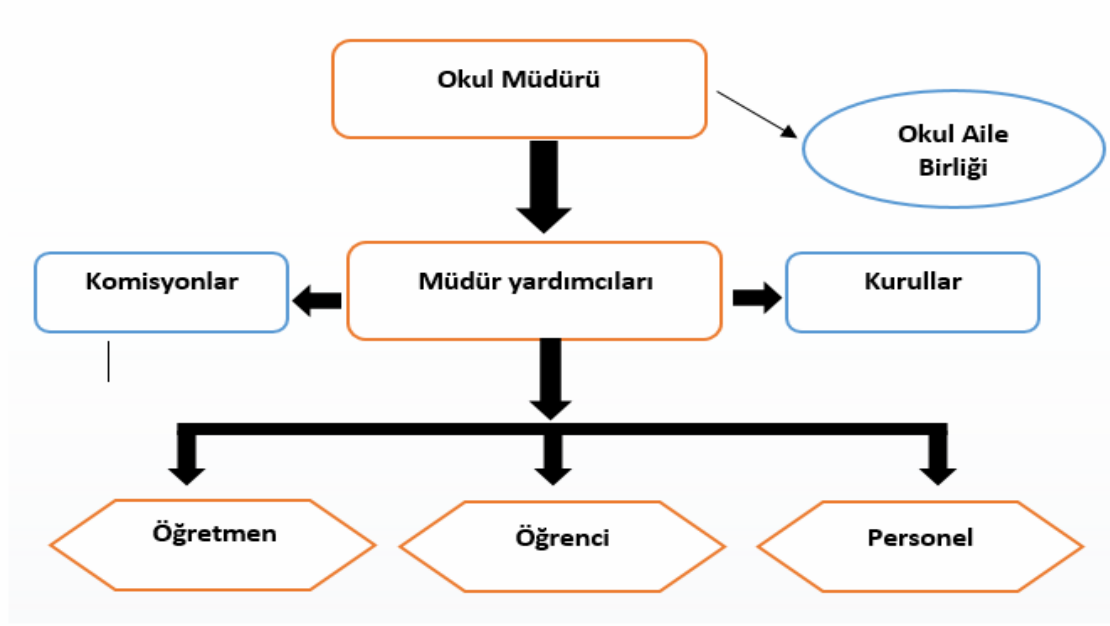 Okul Müdürü
Okul Aile
Birliği
Komisyonlar
Müdür yardımcıları
Kurullar
Öğretmen
Öğrenci
Personel